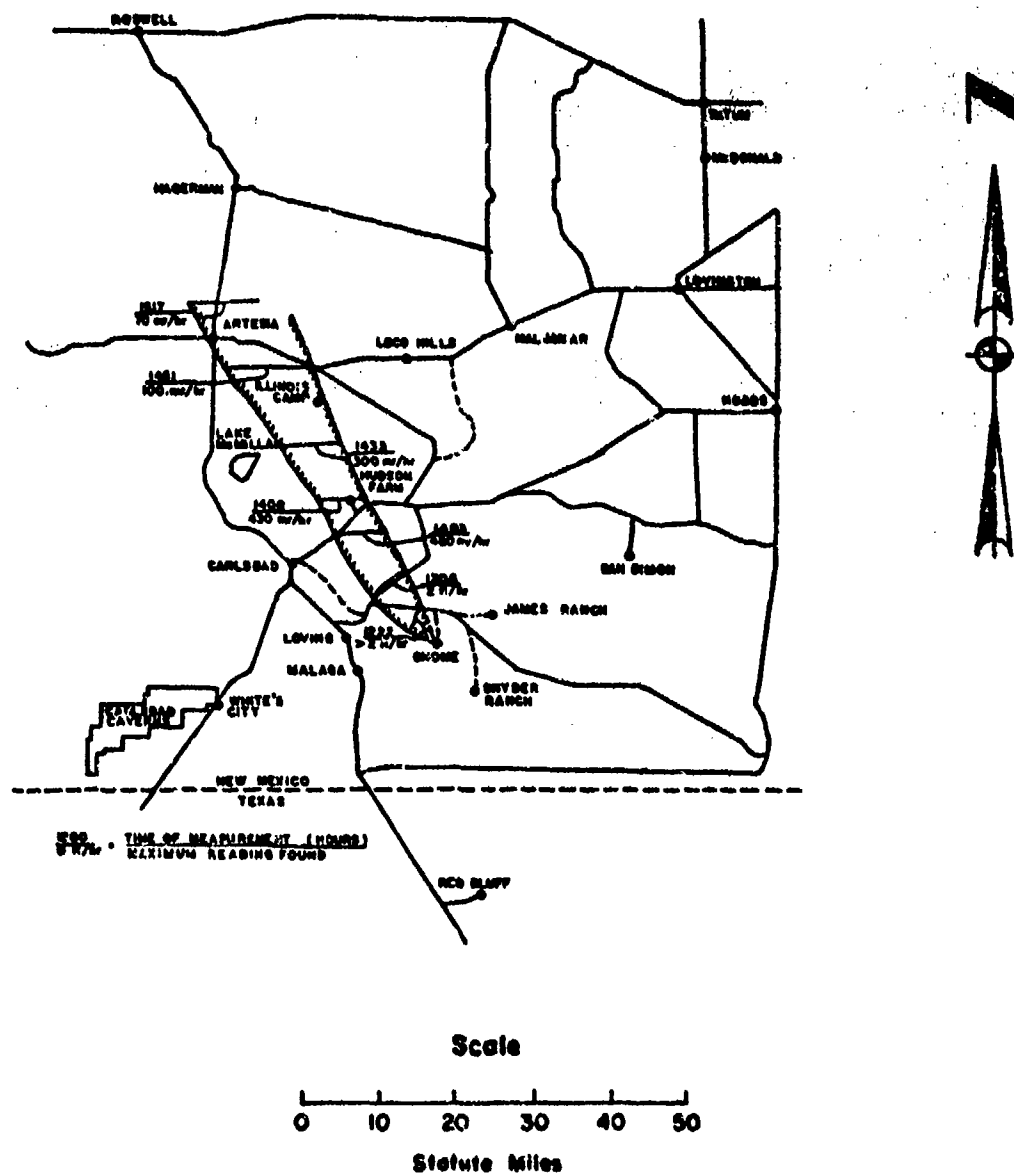 ROSWELL
TATUM
McDONALD
HAGERMAN
LOVINGTON
1517
70 mr/hr
ARTESIA
LOCO HILLS
MALJAMAR
100 mr/hr
ILLINOIS
CAMP
HOBBS
LAKE
McMILLAN
1433
300 mr/hr
HUDSON
FARM
430 mr/hr
CARLSBAD
SAN SIMON
2 R/hr
JAMES RANCH
LOVING
GNOME
MALAGA
SNYDER
RANCH
WHITE'S
CITY
CARLSBAD
CAVERNS
NEW MEXICO
TEXAS
TIME OF MEASUREMENT (HOURS)
MAXIMUM READING FOUND
RED BLUFF
Scale
0 10 20 30 40 50
Statute Miles